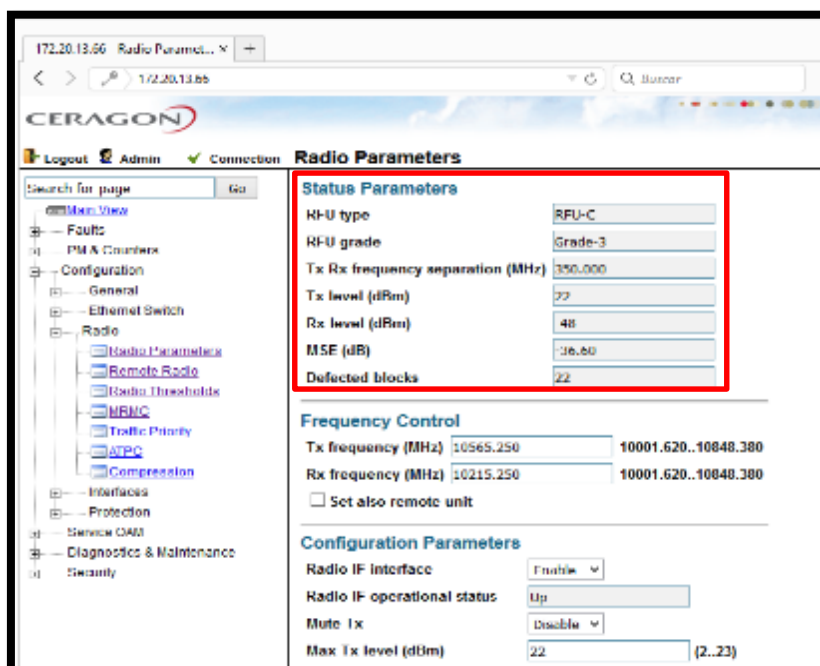 172.20.13.66 Radio Paramet... × +
172.20.13.66
Buscar
CERAGON
Logout Admin Connection Radio Parameters
Search for page Go
Main View
Faults
PM & Counters
Configuration
General
Ethernet Switch
Radio
Radio Parameters
Remote Radio
Radio Thresholds
MRMC
Traffic Priority
ATPC
Compression
Interfaces
Protection
Service OAM
Diagnostics & Maintenance
Security
Status Parameters
RFU type RFU-C
RFU grade Grade-3
Tx Rx frequency separation (MHz) 350.000
Tx level (dBm) 22
Rx level (dBm) -48
MSE (dB) -36.60
Defected blocks 22
Frequency Control
Tx frequency (MHz) 10565.250 10001.620..10848.380
Rx frequency (MHz) 10215.250 10001.620..10848.380
Set also remote unit
Configuration Parameters
Radio IF interface Enable
Radio IF operational status Up
Mute Tx Disable
Max Tx level (dBm) 22 (2..23)